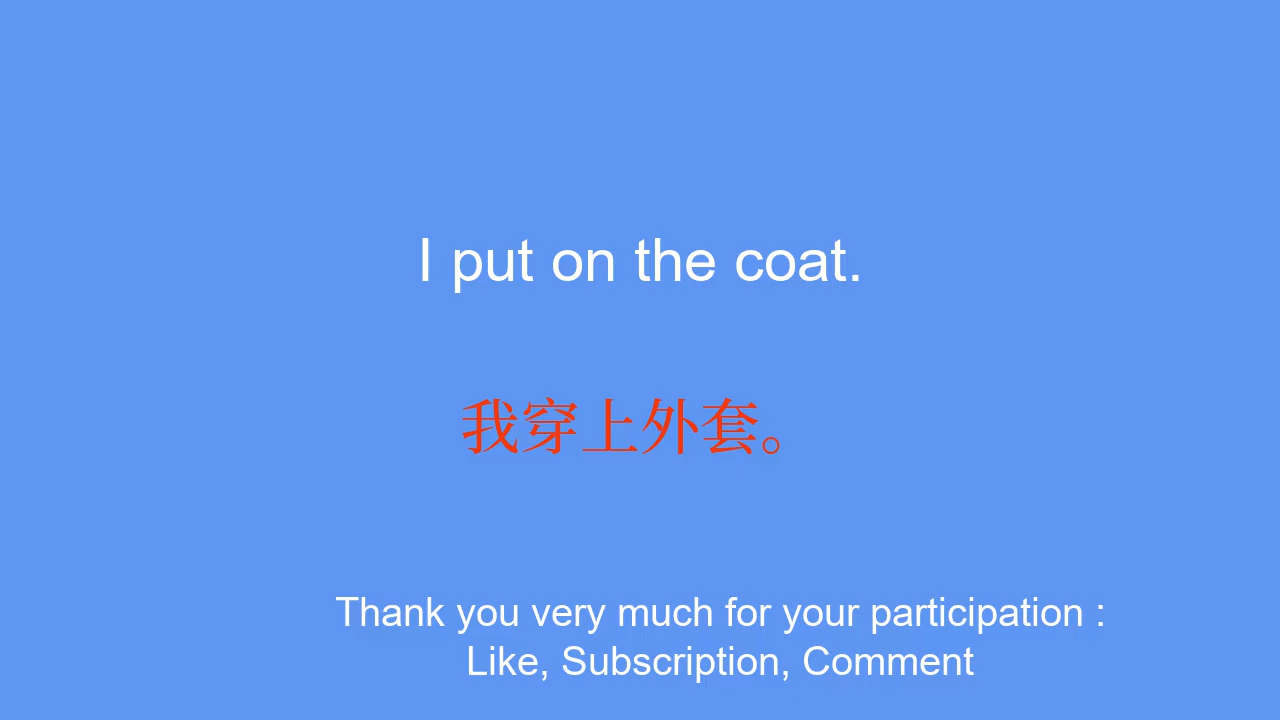 I put on the coat.
我穿上外套。
Thank you very much for your participation :
Like, Subscription, Comment